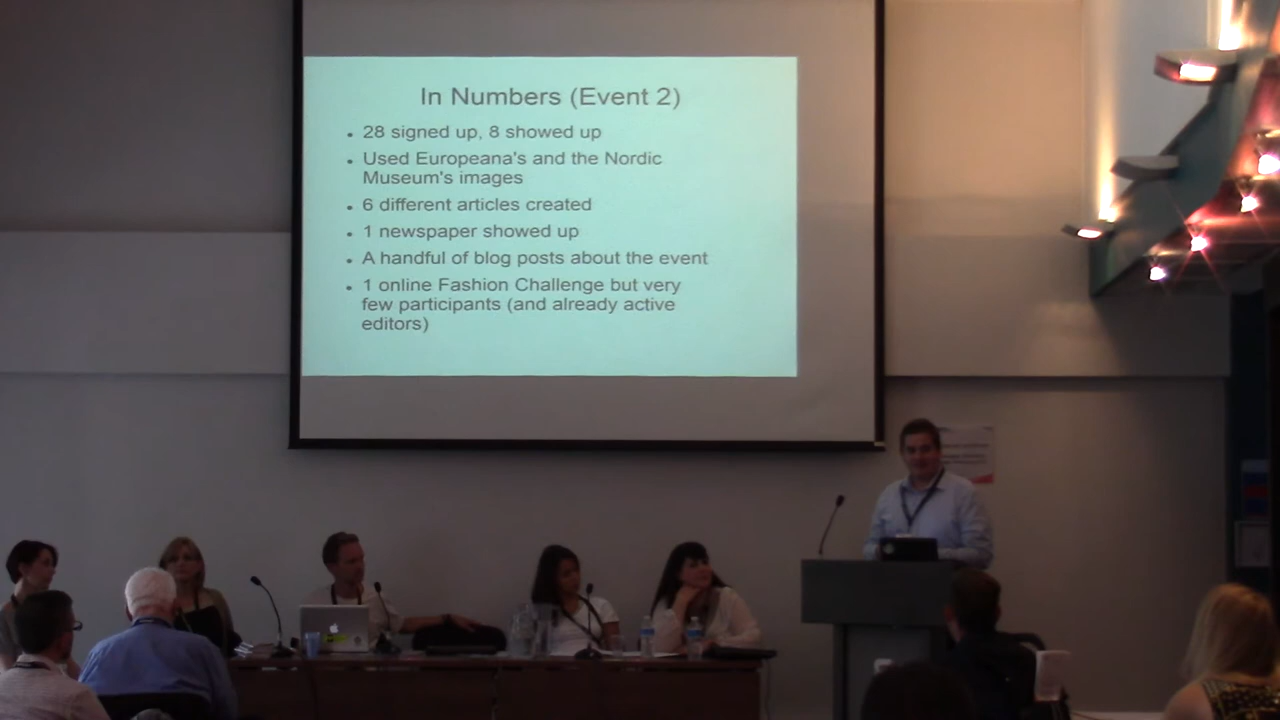 In Numbers (Event 2)
• 28 signed up, 8 showed up
• Used Europeana's and the Nordic
Museum's images
• 6 different articles created
• 1 newspaper showed up
• A handful of blog posts about the event
• 1 online Fashion Challenge but very
few participants (and already active
editors)